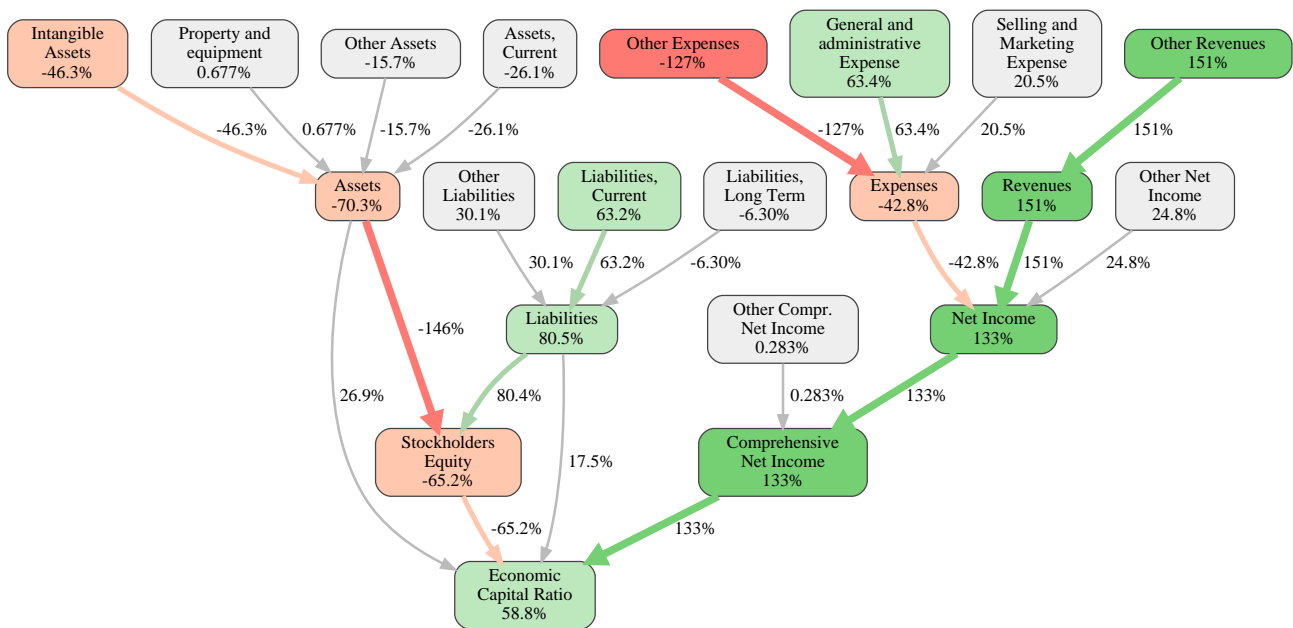 Intangible
Assets
-46.3%
Property and
equipment
0.677%
Other Assets
-15.7%
Assets,
Current
-26.1%
Other Expenses
-127%
General and
administrative
Expense
63.4%
Selling and
Marketing
Expense
20.5%
Other Revenues
151%
-46.3%
0.677%
-15.7%
-26.1%
-127%
63.4%
20.5%
151%
Assets
-70.3%
Other
Liabilities
30.1%
Liabilities,
Current
63.2%
Liabilities,
Long Term
-6.30%
Expenses
-42.8%
Revenues
151%
Other Net
Income
24.8%
30.1%
63.2%
-6.30%
-42.8%
151%
24.8%
Liabilities
80.5%
Other Compr.
Net Income
0.283%
Net Income
133%
-146%
26.9%
80.4%
0.283%
133%
Stockholders
Equity
-65.2%
17.5%
Comprehensive
Net Income
133%
-65.2%
133%
Economic
Capital Ratio
58.8%